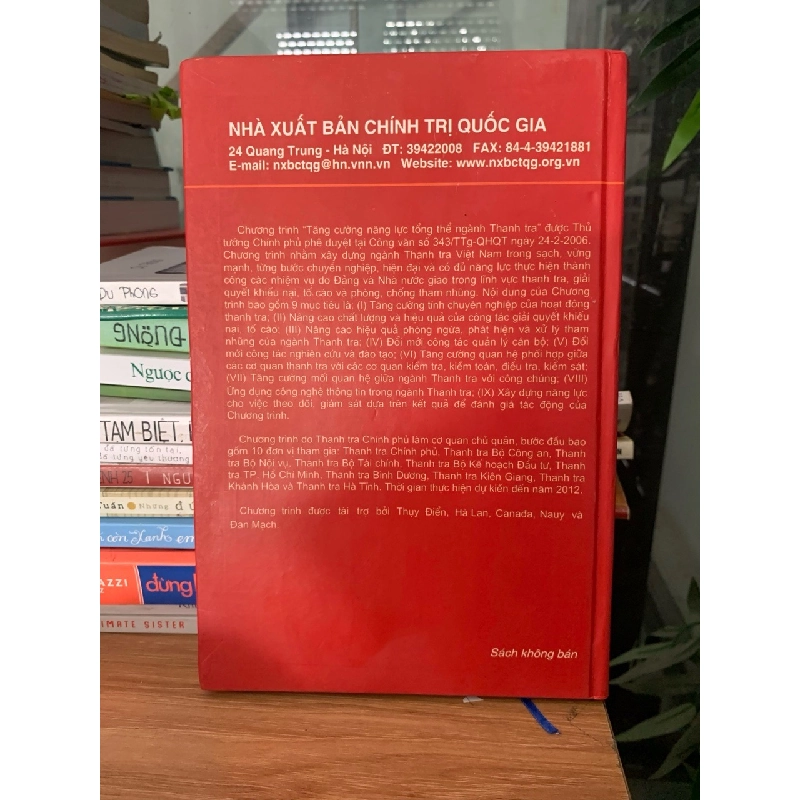 NHÀ XUẤT BẢN CHÍNH TRỊ QUỐC GIA
24 Quang Trung - Hà Nội ĐT: 39422008 FAX: 84-4-39421881
E-mail: nxbctqg@hn.vnn.vn Website: www.nxbctqg.org.vn
Chương trình "Tăng cường năng lực tổng thể ngành Thanh tra" được Thủ
tướng Chính phủ phê duyệt tại Công văn số 343/TTg-QHQT ngày 24-2-2006.
Chương trình nhằm xây dựng ngành Thanh tra Việt Nam trong sạch, vững
mạnh, từng bước chuyên nghiệp, hiện đại và có đủ năng lực thực hiện thành
công các nhiệm vụ do Đảng và Nhà nước giao trong lĩnh vực thanh tra, giải
quyết khiếu nại, tố cáo và phòng, chống tham nhũng. Nội dung của Chương
trình bao gồm 9 mục tiêu là: (I) Tăng cường tính chuyên nghiệp của hoạt động
thanh tra; (II) Nâng cao chất lượng và hiệu quả của công tác giải quyết khiếu
nại, tố cáo; (III) Nâng cao hiệu quả phòng ngừa, phát hiện và xử lý tham
nhũng của ngành Thanh tra; (IV) Đổi mới công tác quản lý cán bộ; (V) Đổi
mới công tác nghiên cứu và đào tạo; (VI) Tăng cường quan hệ phối hợp giữa
các cơ quan thanh tra với các cơ quan kiểm tra, kiểm toán, điều tra, kiểm sát;
(VII) Tăng cường mối quan hệ giữa ngành Thanh tra với công chúng; (VIII)
Ứng dụng công nghệ thông tin trong ngành Thanh tra; (IX) Xây dựng năng lực
cho việc theo dõi, giám sát dựa trên kết quả để đánh giá tác động của
Chương trình.
Chương trình do Thanh tra Chính phủ làm cơ quan chủ quản, bước đầu bao
gồm 10 đơn vị tham gia: Thanh tra Chính phủ, Thanh tra Bộ Công an, Thanh
tra Bộ Nội vụ, Thanh tra Bộ Tài chính, Thanh tra Bộ Kế hoạch Đầu tư, Thanh
tra TP. Hồ Chí Minh, Thanh tra Bình Dương, Thanh tra Kiên Giang, Thanh tra
Khánh Hòa và Thanh tra Hà Tĩnh. Thời gian thực hiện dự kiến đến năm 2012.
Chương trình được tài trợ bởi Thụy Điển, Hà Lan, Canada, Nauy và
Đan Mạch
Sách không bán
Dự PHÒNG
Ngược
TẠM BIỆT,
đã từng yêu thương
Tuấn Những
còn xanh em
AZZI đừng
IMATE SISTER